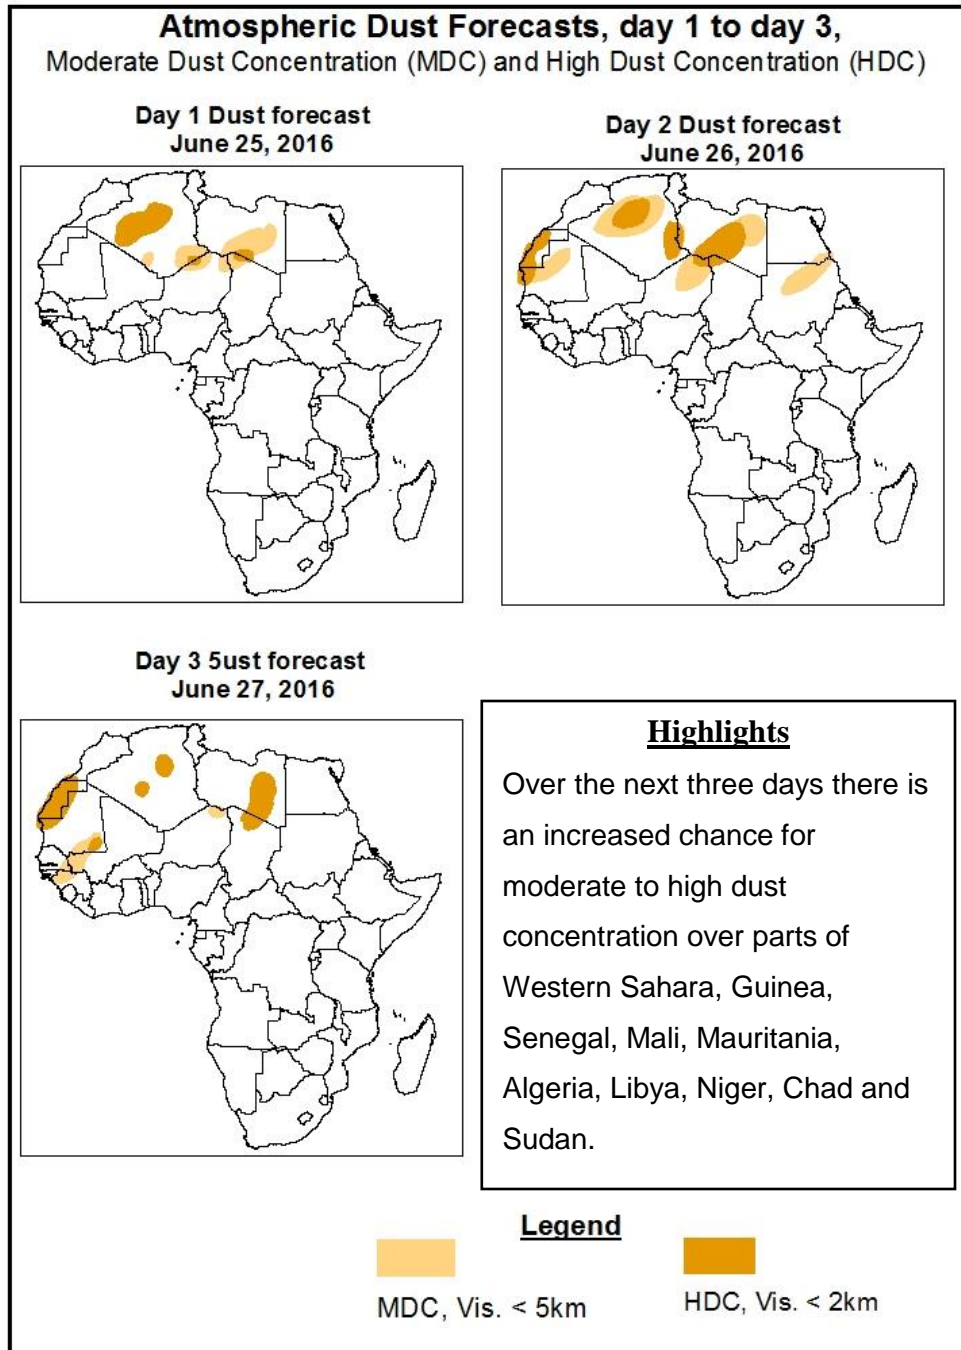 Atmospheric Dust Forecasts, day 1 to day 3,
Moderate Dust Concentration (MDC) and High Dust Concentration (HDC)
Day 1 Dust forecast
June 25, 2016
Day 2 Dust forecast
June 26, 2016
Day 3 5ust forecast
June 27, 2016
Highlights
Over the next three days there is
an increased chance for
moderate to high dust
concentration over parts of
Western Sahara, Guinea,
Senegal, Mali, Mauritania,
Algeria, Libya, Niger, Chad and
Sudan.
Legend
MDC, Vis. < 5km
HDC, Vis. < 2km